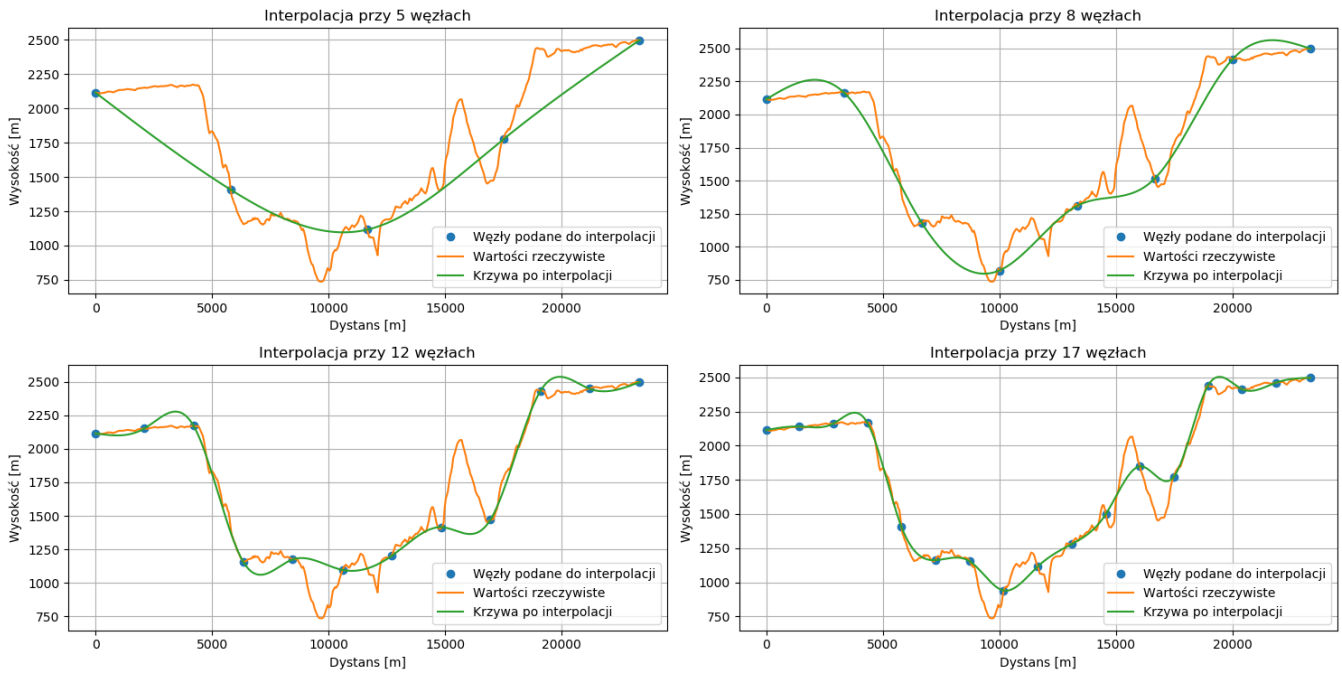 Interpolacja przy 5 węzłach
2500
2250
2000
1750
1500
1250
1000
750
Wysokość [m]
Węzły podane do interpolacji
Wartości rzeczywiste
Krzywa po interpolacji
0 5000 10000 15000 20000
Dystans [m]
Interpolacja przy 8 węzłach
2500
2250
2000
1750
1500
1250
1000
750
Wysokość [m]
Węzły podane do interpolacji
Wartości rzeczywiste
Krzywa po interpolacji
0 5000 10000 15000 20000
Dystans [m]
Interpolacja przy 12 węzłach
2500
2250
2000
1750
1500
1250
1000
750
Wysokość [m]
Węzły podane do interpolacji
Wartości rzeczywiste
Krzywa po interpolacji
0 5000 10000 15000 20000
Dystans [m]
Interpolacja przy 17 węzłach
2500
2250
2000
1750
1500
1250
1000
750
Wysokość [m]
Węzły podane do interpolacji
Wartości rzeczywiste
Krzywa po interpolacji
0 5000 10000 15000 20000
Dystans [m]